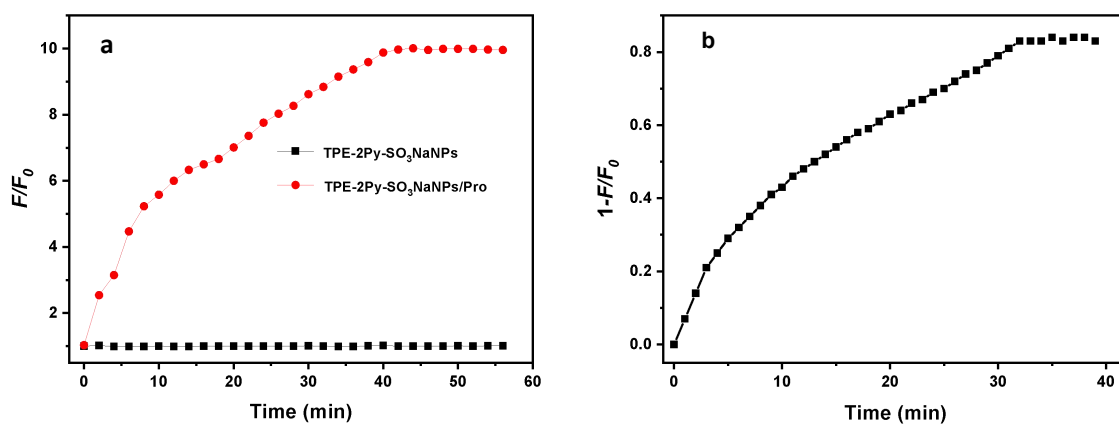 a
F/F₀
10
8
6
4
2
TPE-2Py-SO₃NaNPs
TPE-2Py-SO₃NaNPs/Pro
0 10 20 30 40 50 60
Time (min)
b
1-F/F₀
0.8
0.6
0.4
0.2
0.0
0 10 20 30 40
Time (min)